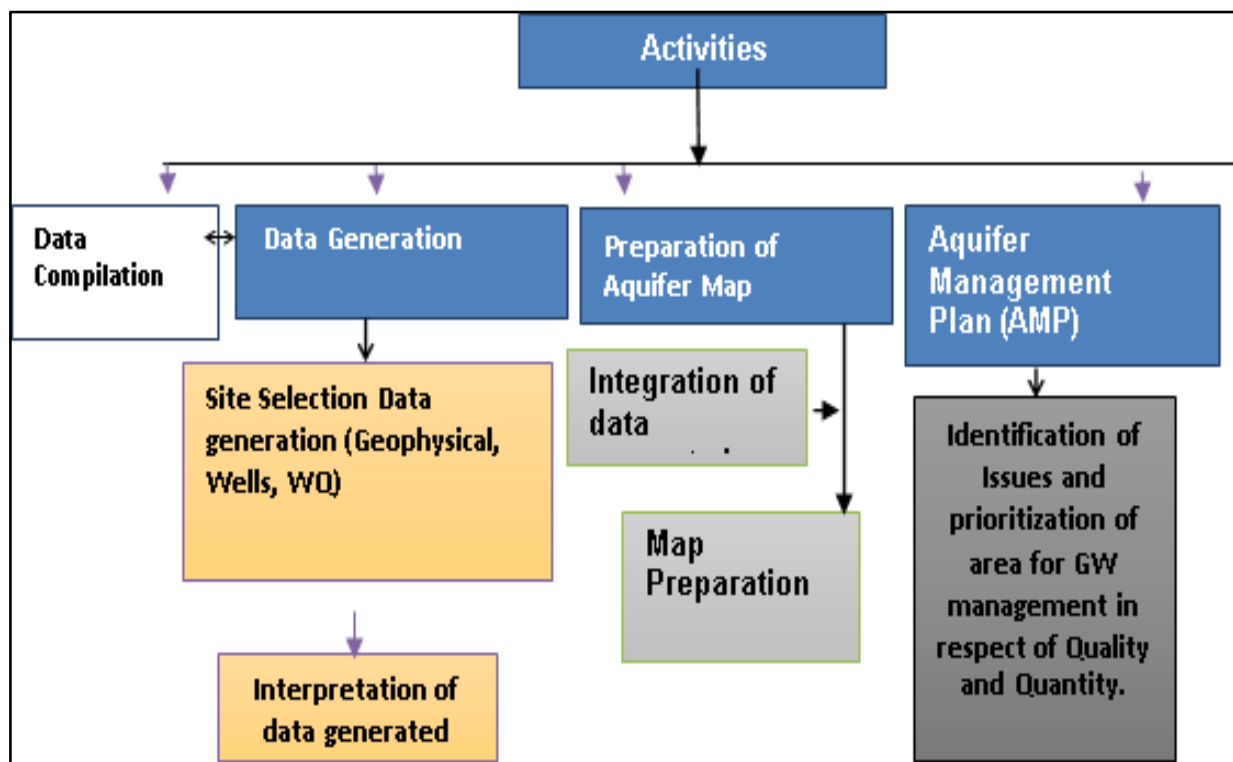 Activities
Data
Compilation
Data Generation
Preparation of
Aquifer Map
Aquifer
Management
Plan (AMP)
Site Selection Data
generation (Geophysical,
Wells, WQ)
Integration of
data
.   .
Map
Preparation
Identification of
Issues and
prioritization of
area for GW
management in
respect of Quality
and Quantity.
Interpretation of
data generated